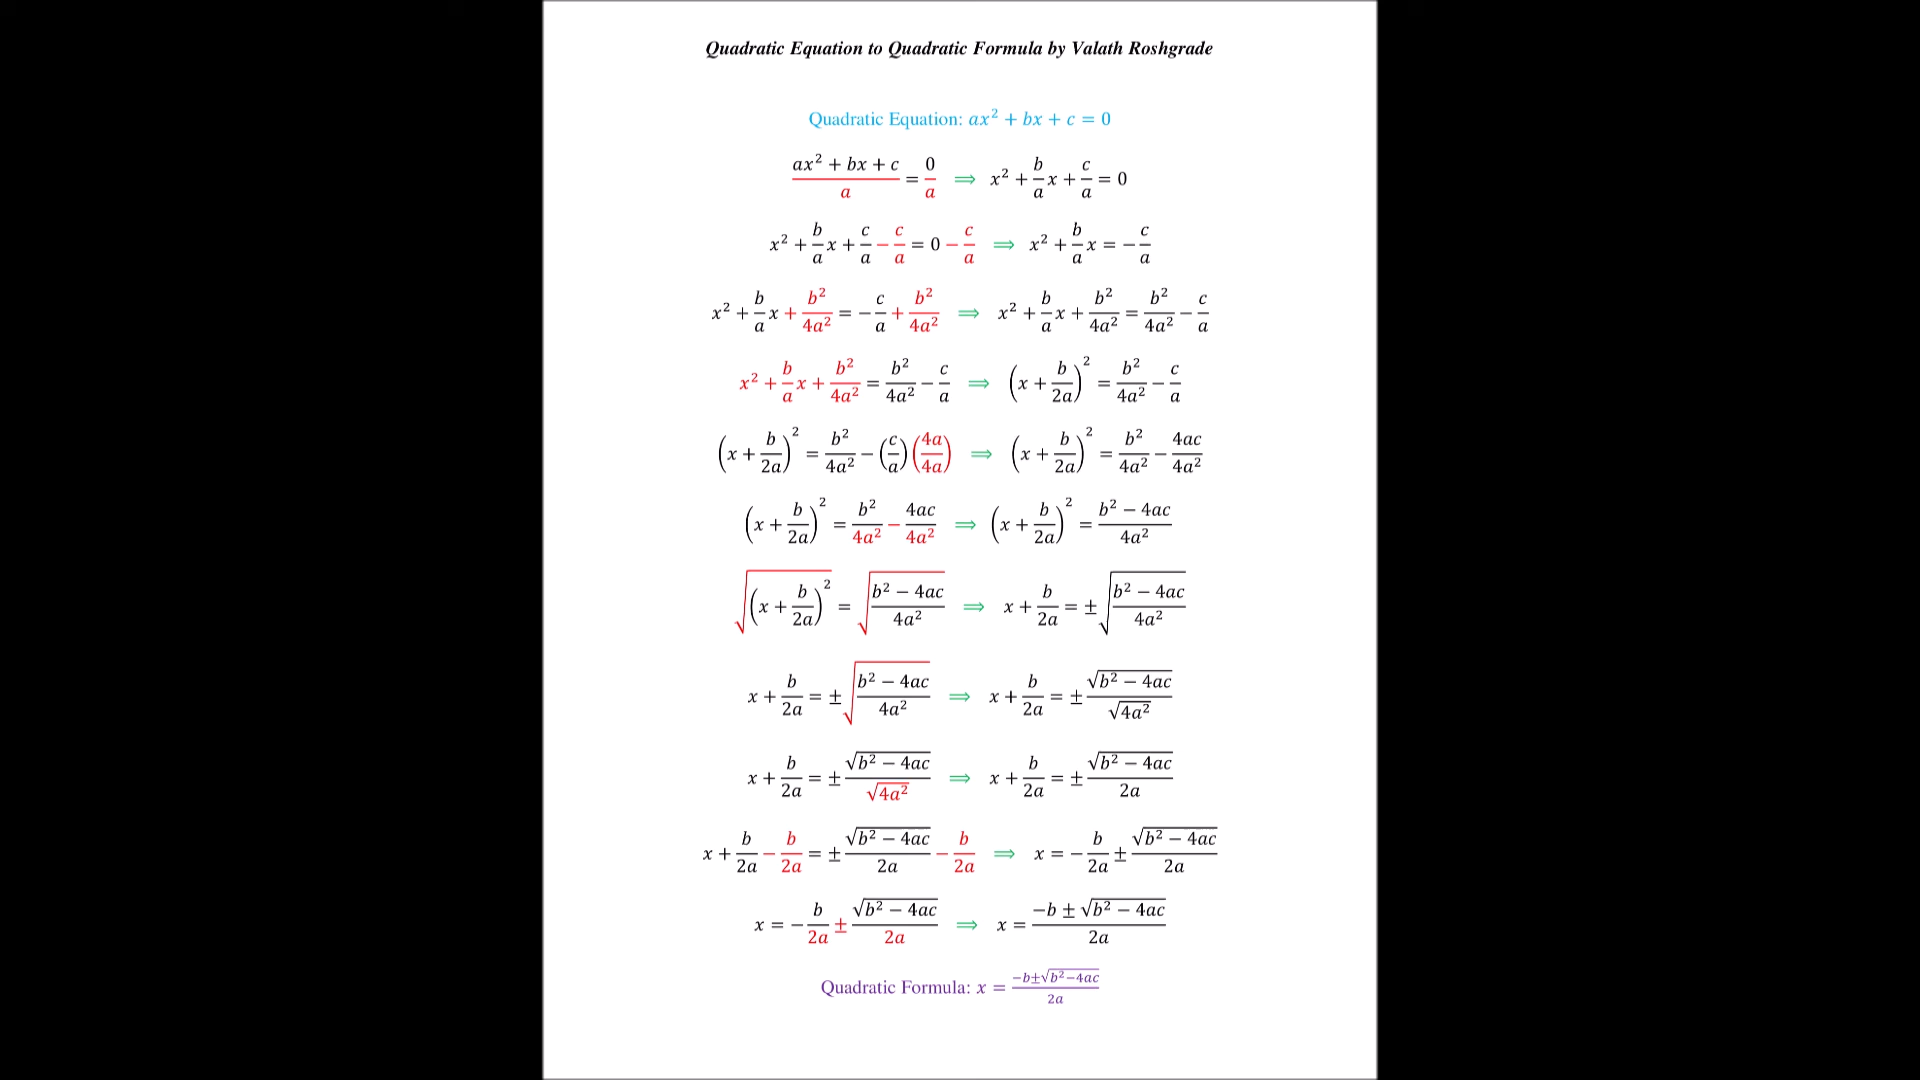 Quadratic Equation to Quadratic Formula by Valath Roshgrade
Quadratic Equation: ax² + bx + c = 0
(ax² + bx + c)/a = 0/a ⟹ x² + (b/a)x + c/a = 0
x² + (b/a)x + c/a − c/a = 0 − c/a ⟹ x² + (b/a)x = −c/a
x² + (b/a)x + b²/4a² = −c/a + b²/4a² ⟹ x² + (b/a)x + b²/4a² = b²/4a² − c/a
x² + (b/a)x + b²/4a² = b²/4a² − c/a ⟹ (x + b/2a)² = b²/4a² − c/a
(x + b/2a)² = b²/4a² − (c/a)(4a/4a) ⟹ (x + b/2a)² = b²/4a² − 4ac/4a²
(x + b/2a)² = b²/4a² − 4ac/4a² ⟹ (x + b/2a)² = (b² − 4ac)/4a²
√((x + b/2a)²) = √((b² − 4ac)/4a²) ⟹ x + b/2a = ±√((b² − 4ac)/4a²)
x + b/2a = ±√((b² − 4ac)/4a²) ⟹ x + b/2a = ±√(b² − 4ac)/√(4a²)
x + b/2a = ±√(b² − 4ac)/√(4a²) ⟹ x + b/2a = ±√(b² − 4ac)/2a
x + b/2a − b/2a = ±√(b² − 4ac)/2a − b/2a ⟹ x = −b/2a ± √(b² − 4ac)/2a
x = −b/2a ± √(b² − 4ac)/2a ⟹ x = (−b ± √(b² − 4ac))/2a
Quadratic Formula: x = (−b±√(b²−4ac))/2a